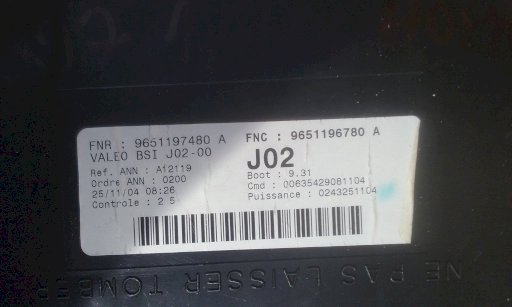 FNR : 9651197480 A
FNC : 9651196780 A
VALEO BSI J02-00
J02
Ref. ANN : A12119
Boot : 9.31
Ordre ANN : 0200
Cmd : 00635429081104
25/11/04 08:26
Puissance : 0243251104
Controle : 2 5
NE PAS LAISSER TOMBER